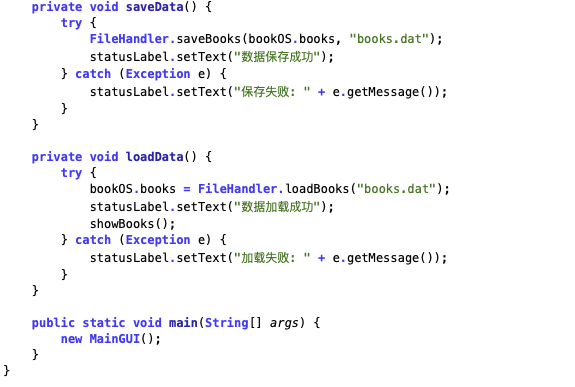 private void saveData() {
try {
FileHandler.saveBooks(bookOS.books, "books.dat");
statusLabel.setText("数据保存成功");
} catch (Exception e) {
statusLabel.setText("保存失败: " + e.getMessage());
}
}
private void loadData() {
try {
bookOS.books = FileHandler.loadBooks("books.dat");
statusLabel.setText("数据加载成功");
showBooks();
} catch (Exception e) {
statusLabel.setText("加载失败: " + e.getMessage());
}
}
public static void main(String[] args) {
new MainGUI();
}
}